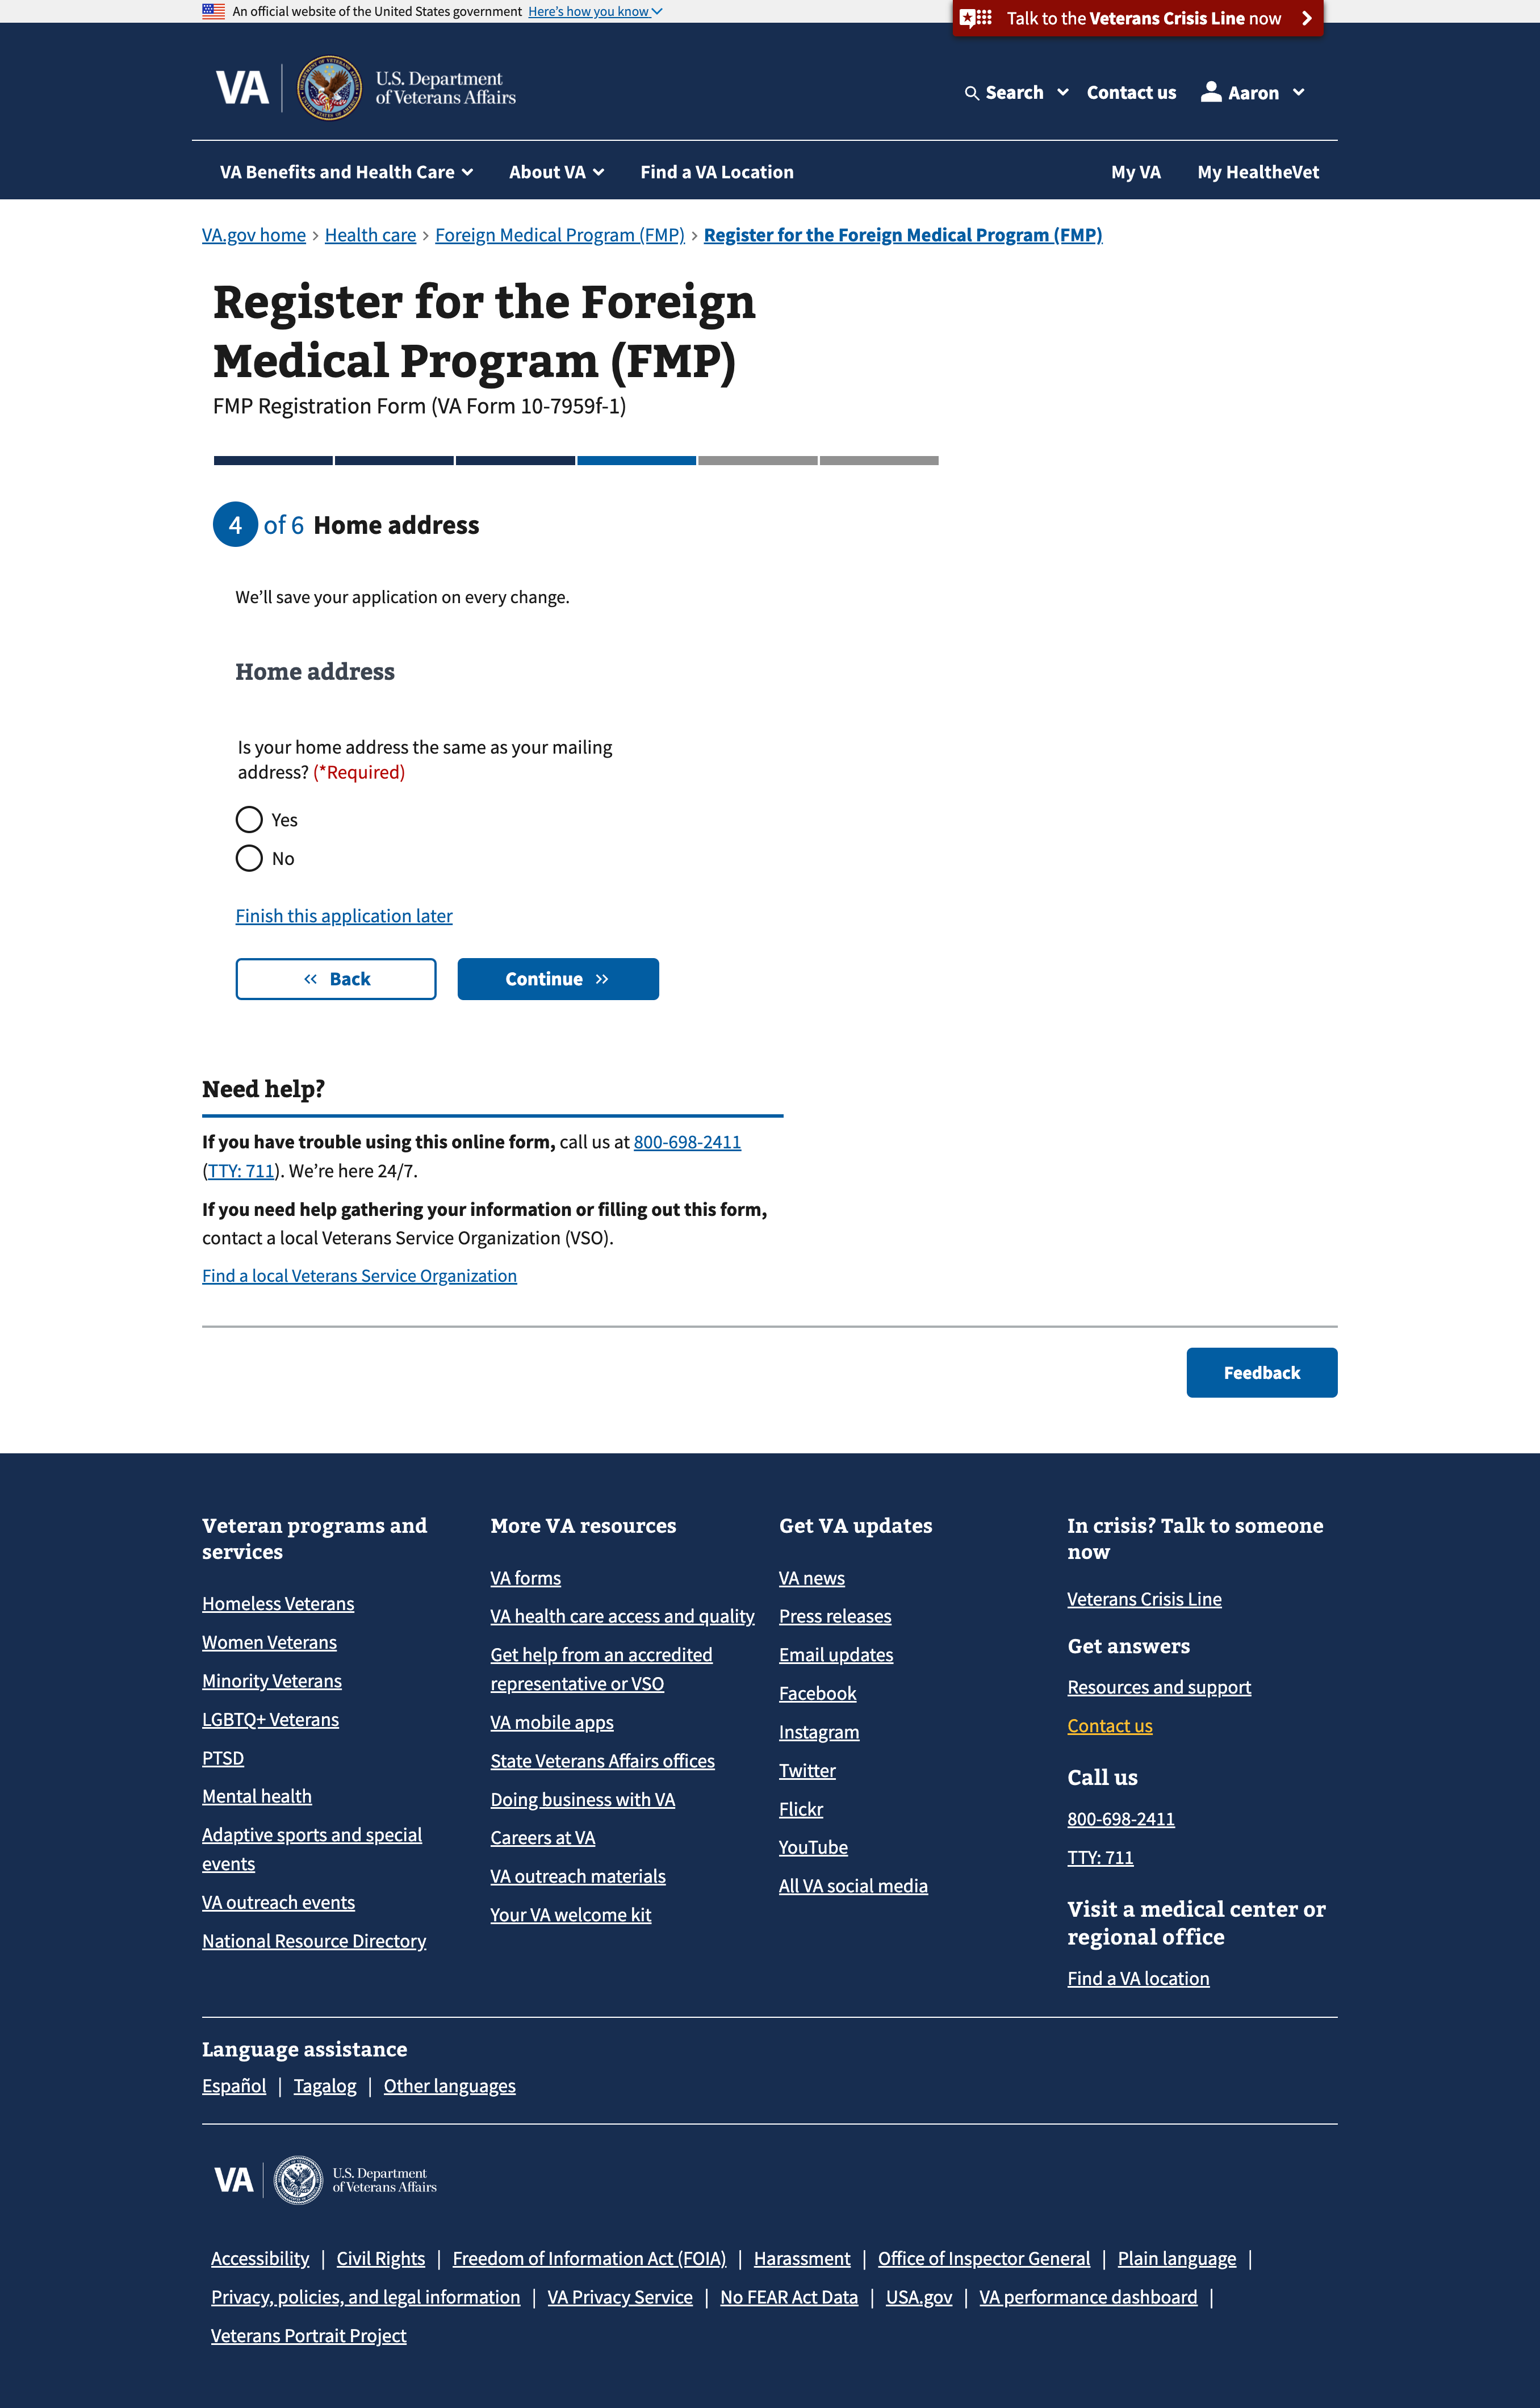 An official website of the United States government Here's how you know
Talk to the Veterans Crisis Line now
VA
U.S. Department
of Veterans Affairs
Search Contact us Aaron
VA Benefits and Health Care About VA Find a VA Location My VA My HealtheVet
VA.gov home › Health care › Foreign Medical Program (FMP) › Register for the Foreign Medical Program (FMP)
Register for the Foreign
Medical Program (FMP)
FMP Registration Form (VA Form 10-7959f-1)
4 of 6 Home address
We’ll save your application on every change.
Home address
Is your home address the same as your mailing
address? (*Required)
Yes
No
Finish this application later
Back Continue
Need help?
If you have trouble using this online form, call us at 800-698-2411
(TTY: 711). We’re here 24/7.
If you need help gathering your information or filling out this form,
contact a local Veterans Service Organization (VSO).
Find a local Veterans Service Organization
Feedback
Veteran programs and
services
Homeless Veterans
Women Veterans
Minority Veterans
LGBTQ+ Veterans
PTSD
Mental health
Adaptive sports and special
events
VA outreach events
National Resource Directory
More VA resources
VA forms
VA health care access and quality
Get help from an accredited
representative or VSO
VA mobile apps
State Veterans Affairs offices
Doing business with VA
Careers at VA
VA outreach materials
Your VA welcome kit
Get VA updates
VA news
Press releases
Email updates
Facebook
Instagram
Twitter
Flickr
YouTube
All VA social media
In crisis? Talk to someone
now
Veterans Crisis Line
Get answers
Resources and support
Contact us
Call us
800-698-2411
TTY: 711
Visit a medical center or
regional office
Find a VA location
Language assistance
Español | Tagalog | Other languages
VA
U.S. Department
of Veterans Affairs
Accessibility | Civil Rights | Freedom of Information Act (FOIA) | Harassment | Office of Inspector General | Plain language |
Privacy, policies, and legal information | VA Privacy Service | No FEAR Act Data | USA.gov | VA performance dashboard |
Veterans Portrait Project